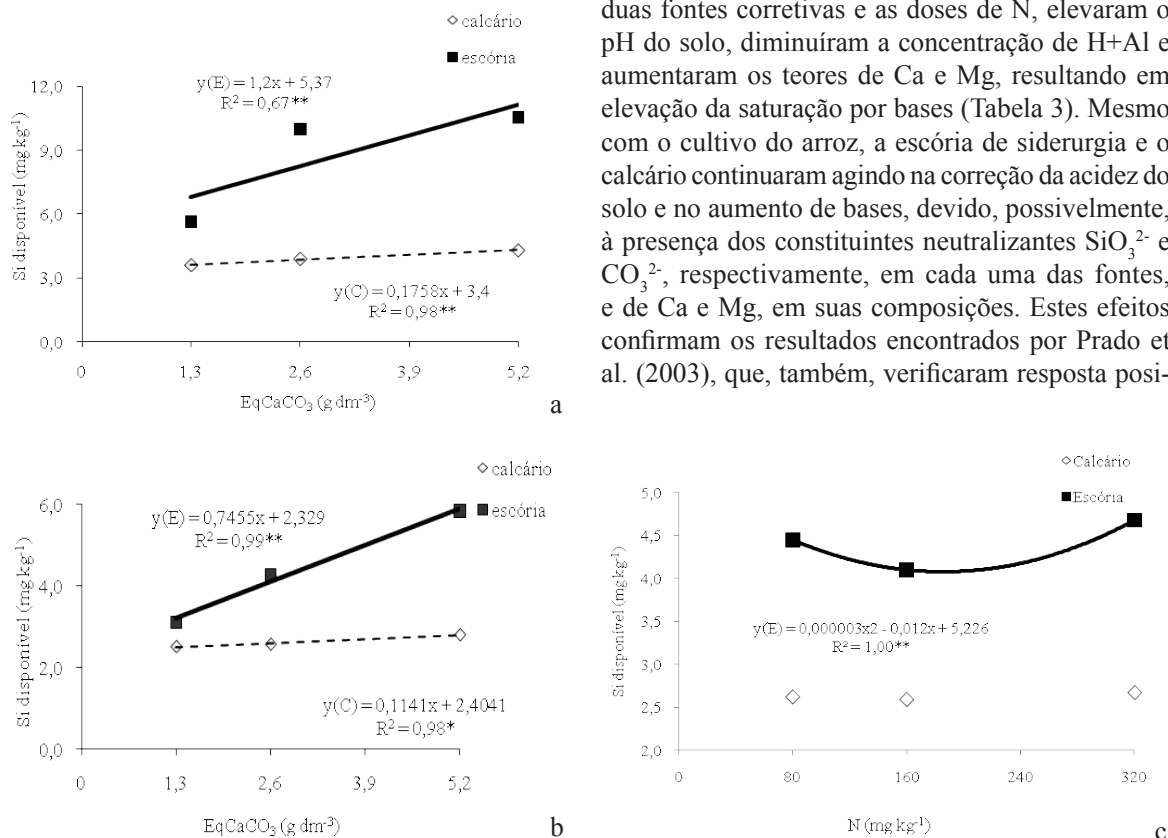 ◇ calcário
■ escória
y(E) = 1,2x + 5,37
R² = 0,67**
12,0
9,0
6,0
3,0
0,0
Si disponível (mg kg⁻¹)
y(C) = 0,1758x + 3,4
R² = 0,98**
0
1,3
2,6
3,9
5,2
EqCaCO₃ (g dm⁻³)
a
duas fontes corretivas e as doses de N, elevaram o
pH do solo, diminuíram a concentração de H+Al e
aumentaram os teores de Ca e Mg, resultando em
elevação da saturação por bases (Tabela 3). Mesmo
com o cultivo do arroz, a escória de siderurgia e o
calcário continuaram agindo na correção da acidez do
solo e no aumento de bases, devido, possivelmente,
à presença dos constituintes neutralizantes SiO₃²⁻ e
CO₃²⁻, respectivamente, em cada uma das fontes,
e de Ca e Mg, em suas composições. Estes efeitos
confirmam os resultados encontrados por Prado et
al. (2003), que, também, verificaram resposta posi-
◇ calcário
■ escória
y(E) = 0,7455x + 2,329
R² = 0,99**
6,0
4,0
2,0
0,0
Si disponível (mg kg⁻¹)
y(C) = 0,1141x + 2,4041
R² = 0,98*
0
1,3
2,6
3,9
5,2
EqCaCO₃ (g dm⁻³)
b
◇ Calcário
■ Escória
5,0
4,5
4,0
3,5
3,0
2,5
2,0
Si disponível (mg kg⁻¹)
y(E) = 0,000003x2 - 0,012x + 5,226
R² = 1,00**
0
80
160
240
320
N (mg kg⁻¹)
c